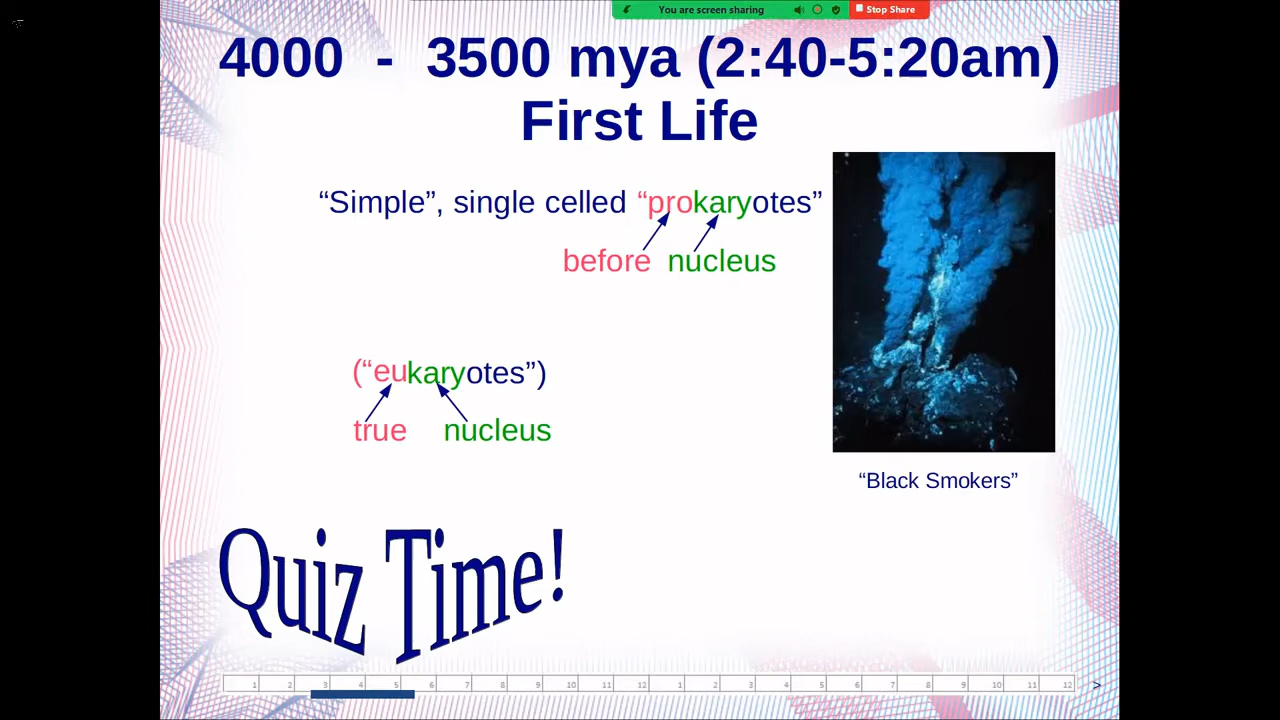 You are screen sharing
Stop Share
4000 - 3500 mya (2:40-5:20am)
First Life
“Simple”, single celled “prokaryotes”
before nucleus
(“eukaryotes”)
true nucleus
“Black Smokers”
Quiz Time!
1 2 3 4 5 6 7 8 9 10 11 12 1 2 3 4 5 6 7 8 9 10 11 12 >